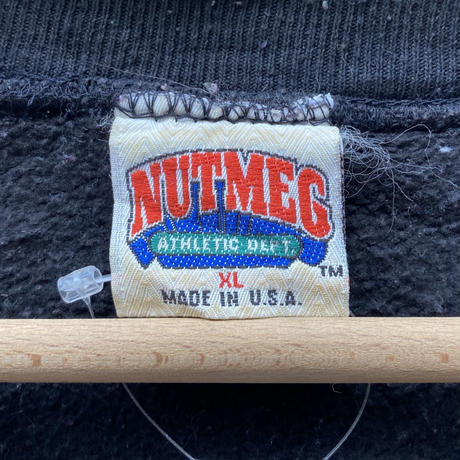 NUTMEG
ATHLETIC DEPT.
XL
TM
MADE IN U.S.A.